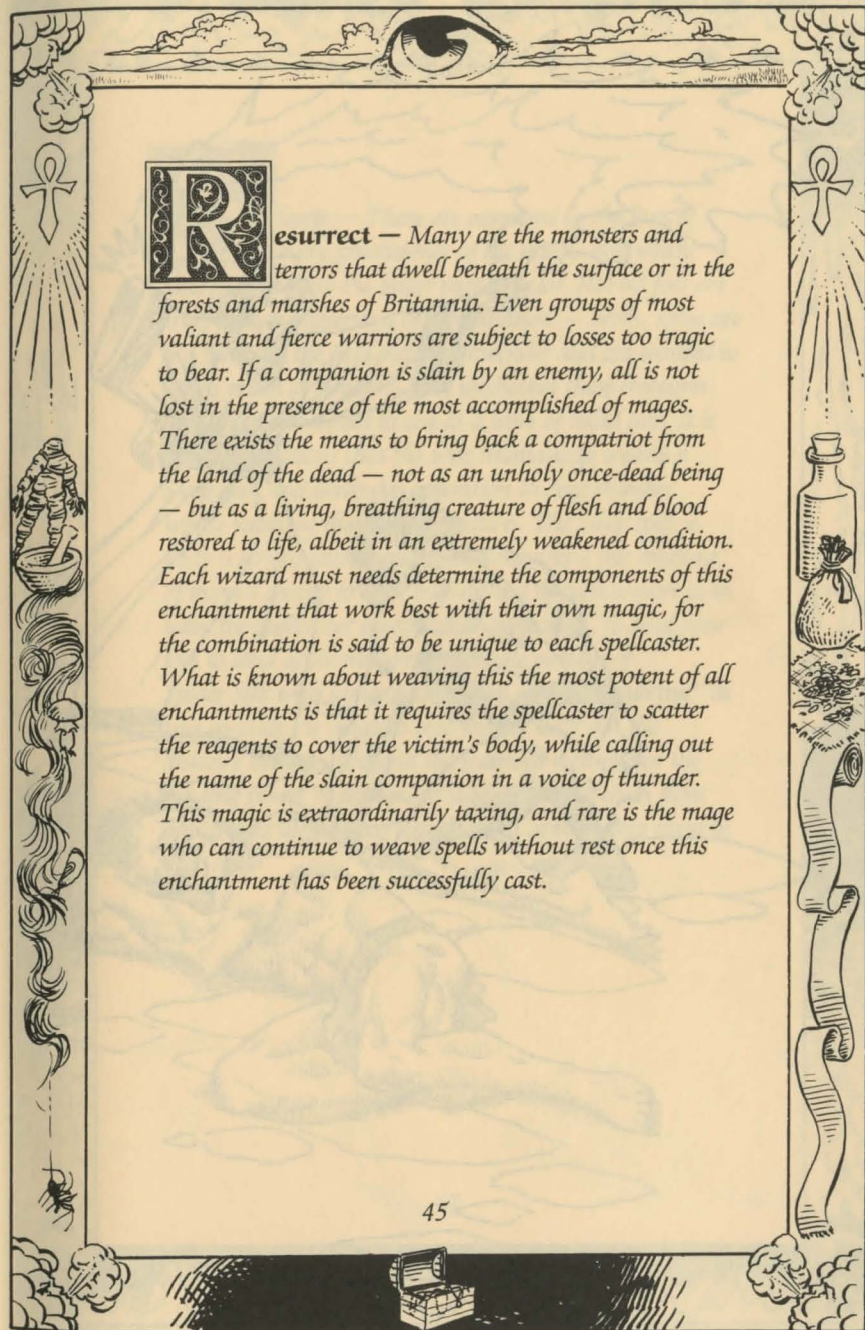 Resurrect — Many are the monsters and
terrors that dwell beneath the surface or in the
forests and marshes of Britannia. Even groups of most
valiant and fierce warriors are subject to losses too tragic
to bear. If a companion is slain by an enemy, all is not
lost in the presence of the most accomplished of mages.
There exists the means to bring back a compatriot from
the land of the dead — not as an unholy once-dead being
— but as a living, breathing creature of flesh and blood
restored to life, albeit in an extremely weakened condition.
Each wizard must needs determine the components of this
enchantment that work best with their own magic, for
the combination is said to be unique to each spellcaster.
What is known about weaving this the most potent of all
enchantments is that it requires the spellcaster to scatter
the reagents to cover the victim's body, while calling out
the name of the slain companion in a voice of thunder.
This magic is extraordinarily taxing, and rare is the mage
who can continue to weave spells without rest once this
enchantment has been successfully cast.
45